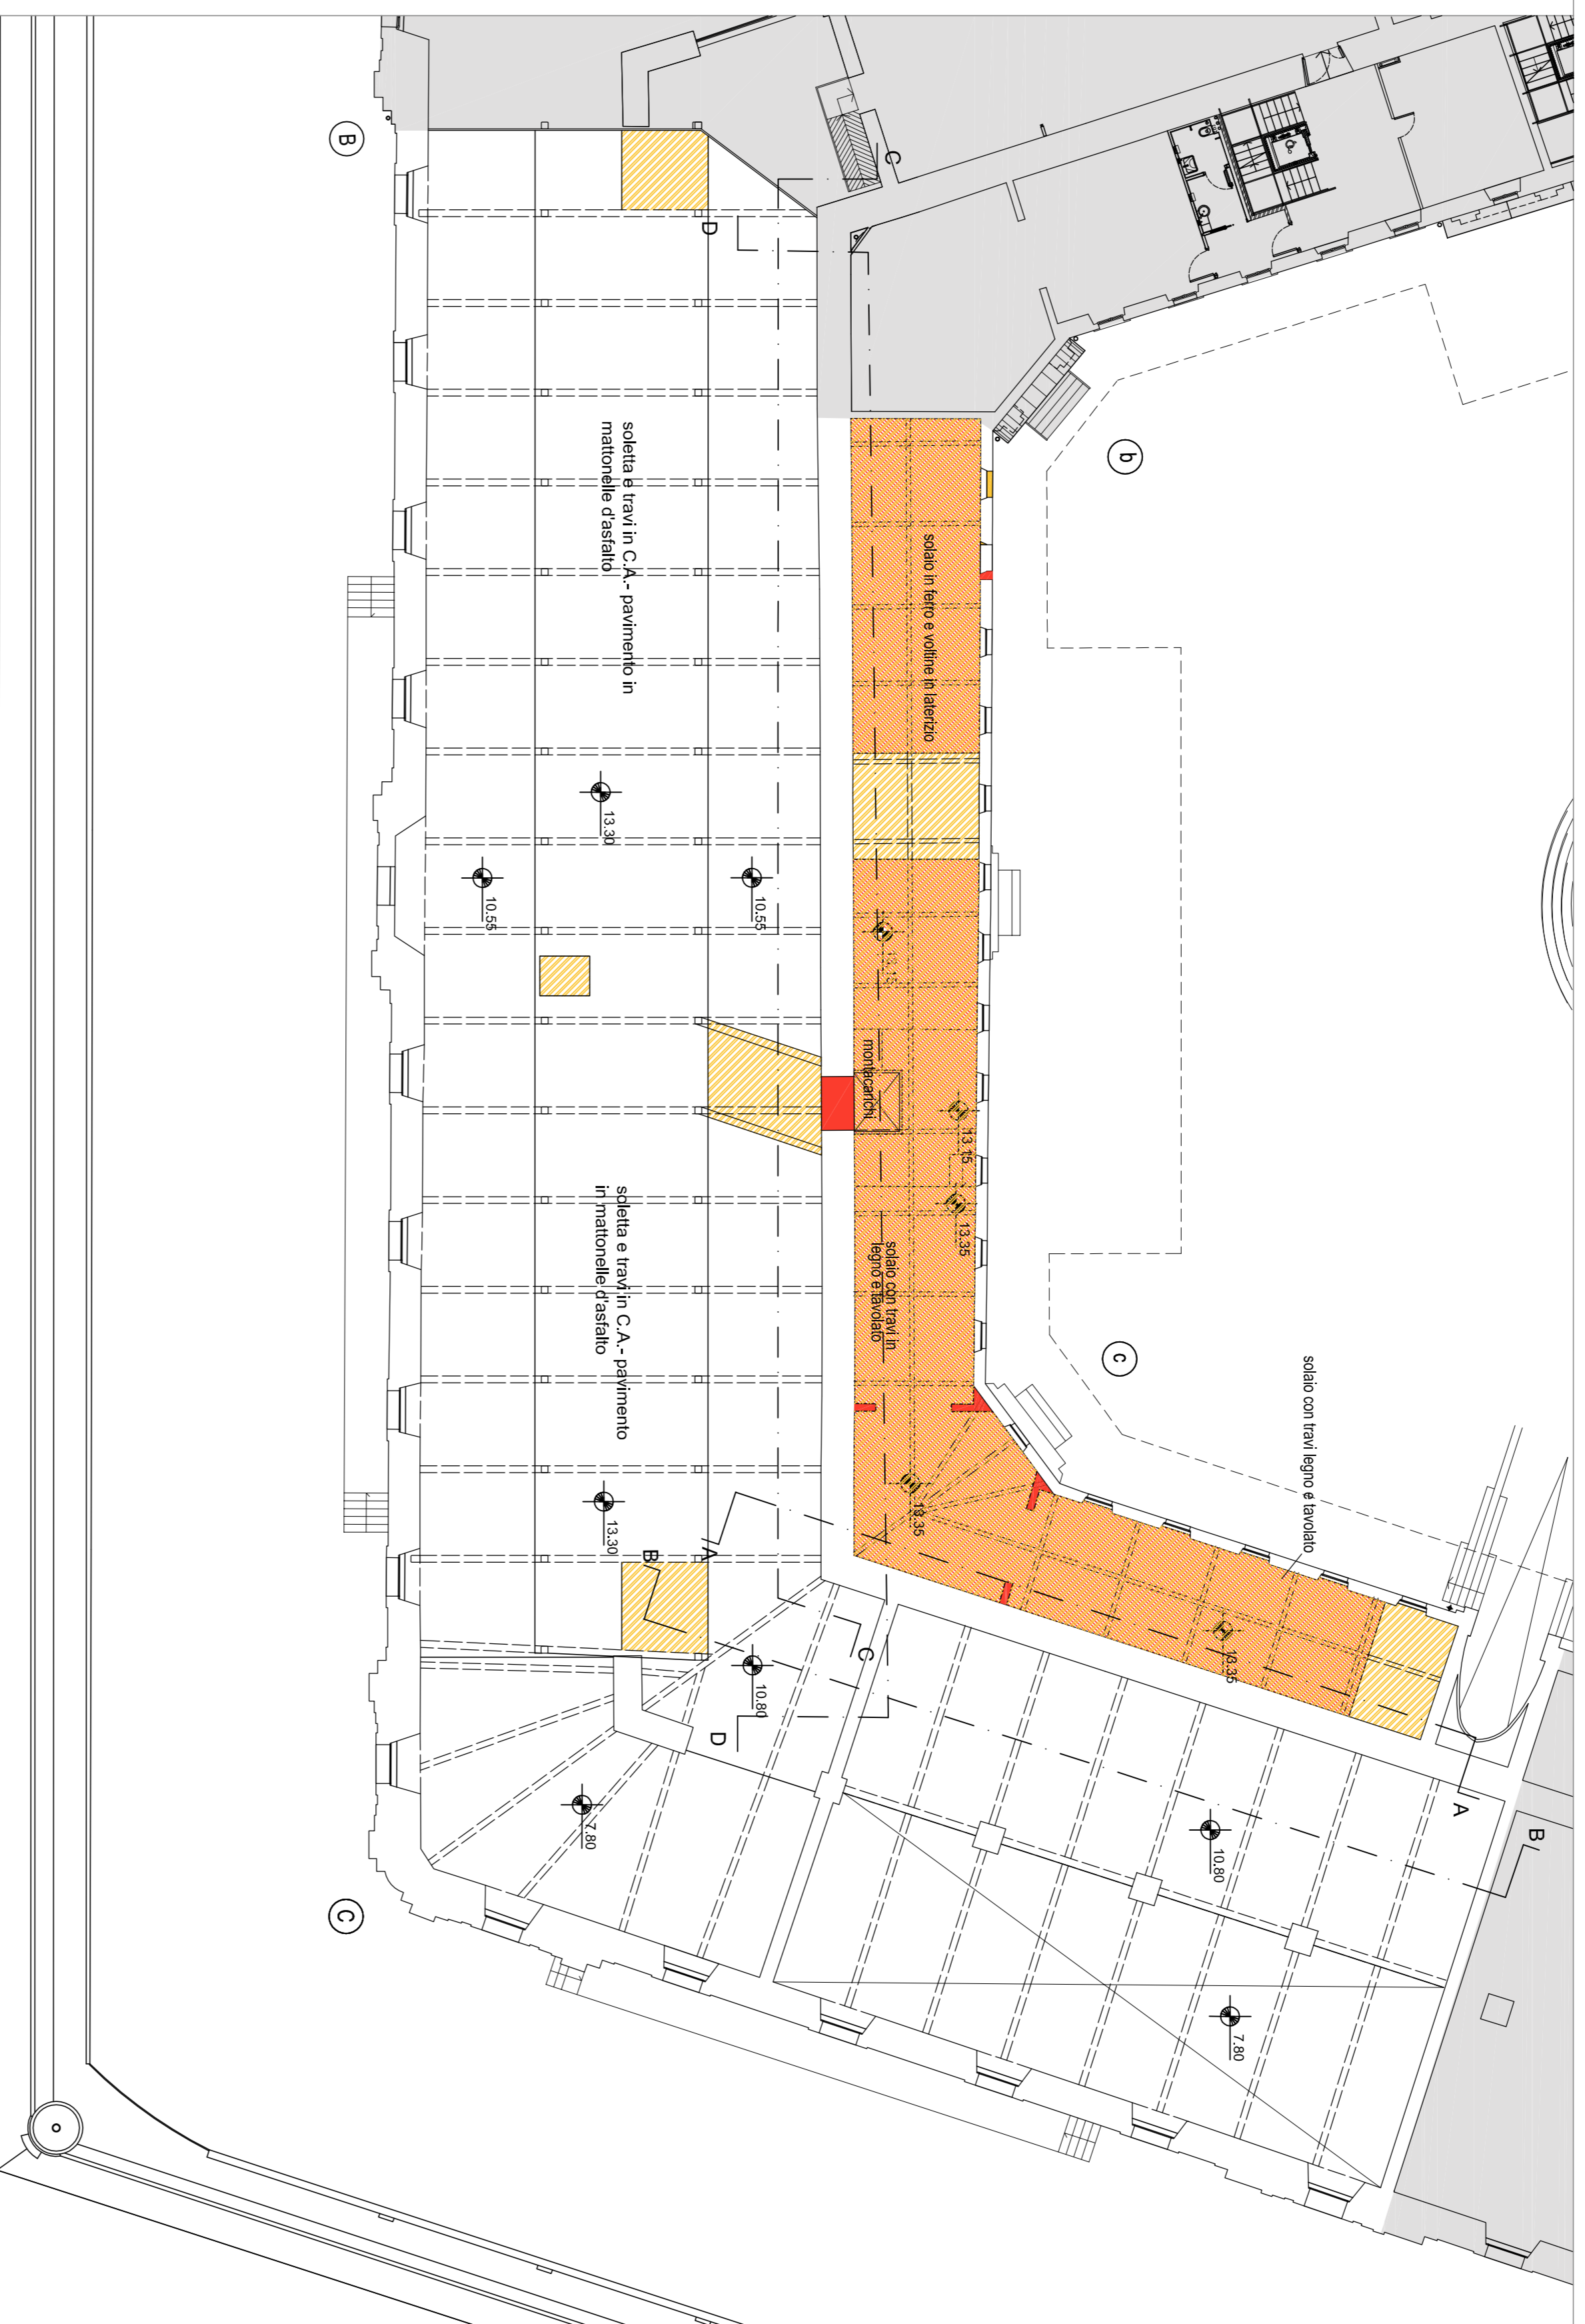 B
C
D
b
soletta e travi in C.A.- pavimento in
mattonelle d'asfalto
solaio in ferro e voltine in laterizio
13.30
10.55
10.55
13.15
montacarichi
13.15
13.35
soletta e travi in C.A.- pavimento
in mattonelle d'asfalto
solaio con travi in
legno e tavolato
c
solaio con travi legno e tavolato
13.30
13.35
13.35
A
B
C
D
10.80
7.80
10.80
7.80
A
B
C